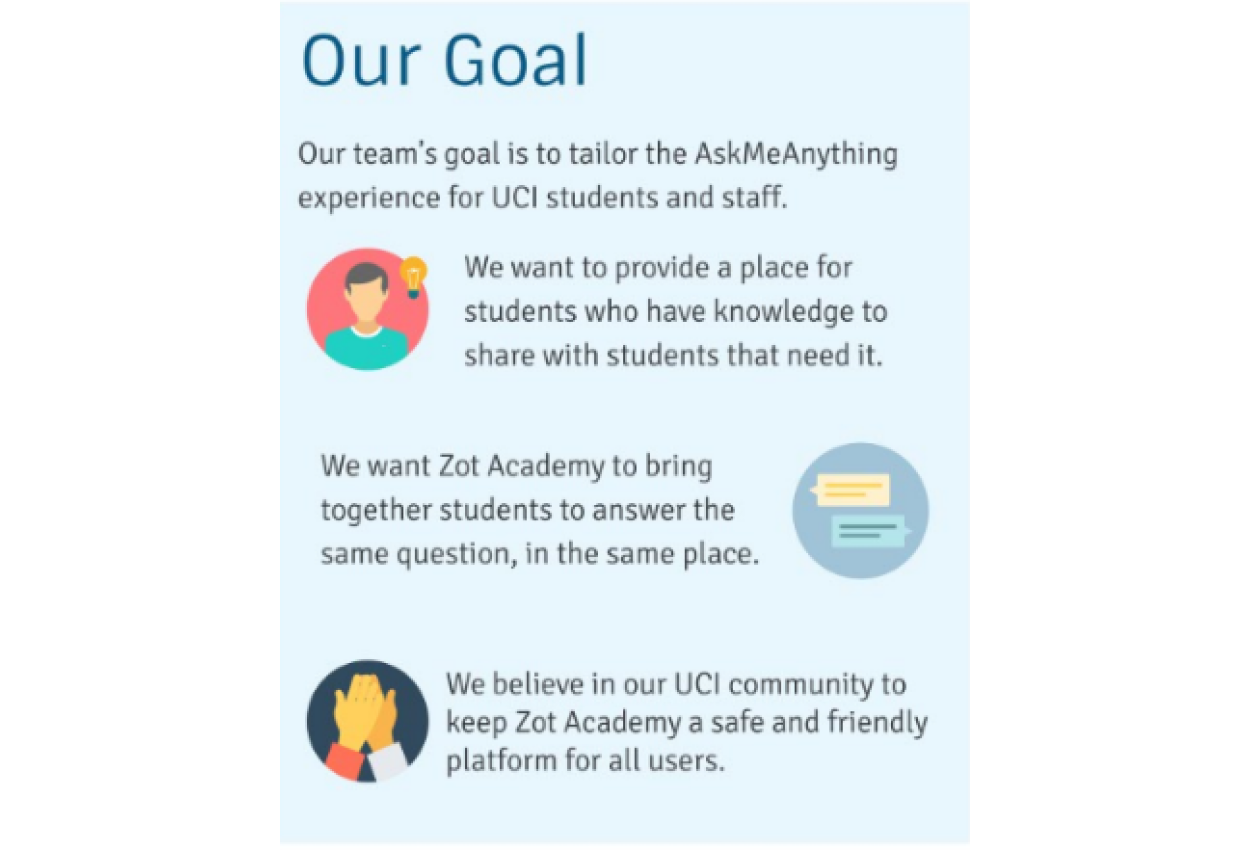 Our Goal
Our team's goal is to tailor the AskMeAnything
experience for UCI students and staff.
We want to provide a place for
students who have knowledge to
share with students that need it.
We want Zot Academy to bring
together students to answer the
same question, in the same place.
We believe in our UCI community to
keep Zot Academy a safe and friendly
platform for all users.